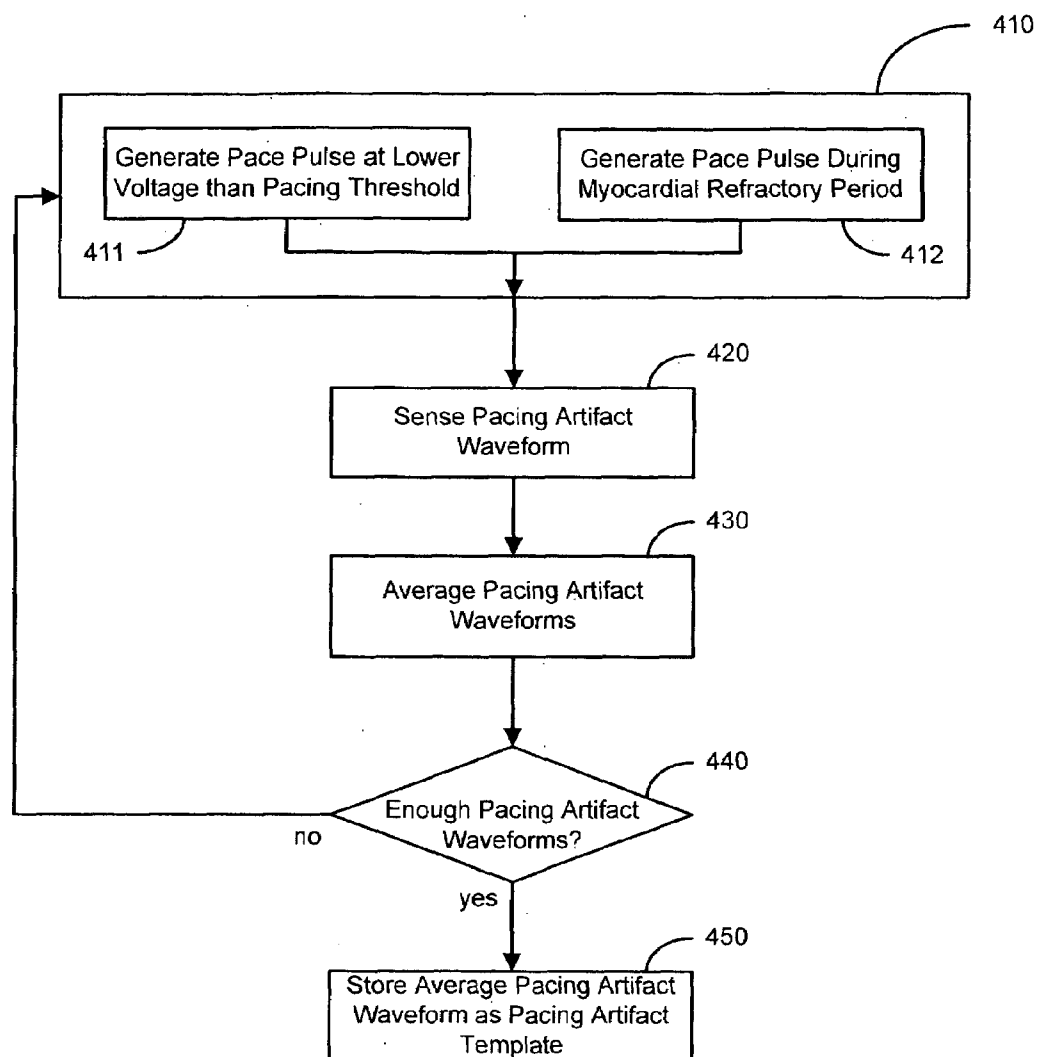 410
Generate Pace Pulse at Lower
Voltage than Pacing Threshold
Generate Pace Pulse During
Myocardial Refractory Period
411
412
420
Sense Pacing Artifact
Waveform
430
Average Pacing Artifact
Waveforms
440
Enough Pacing Artifact
Waveforms?
no
yes
450
Store Average Pacing Artifact
Waveform as Pacing Artifact
Template